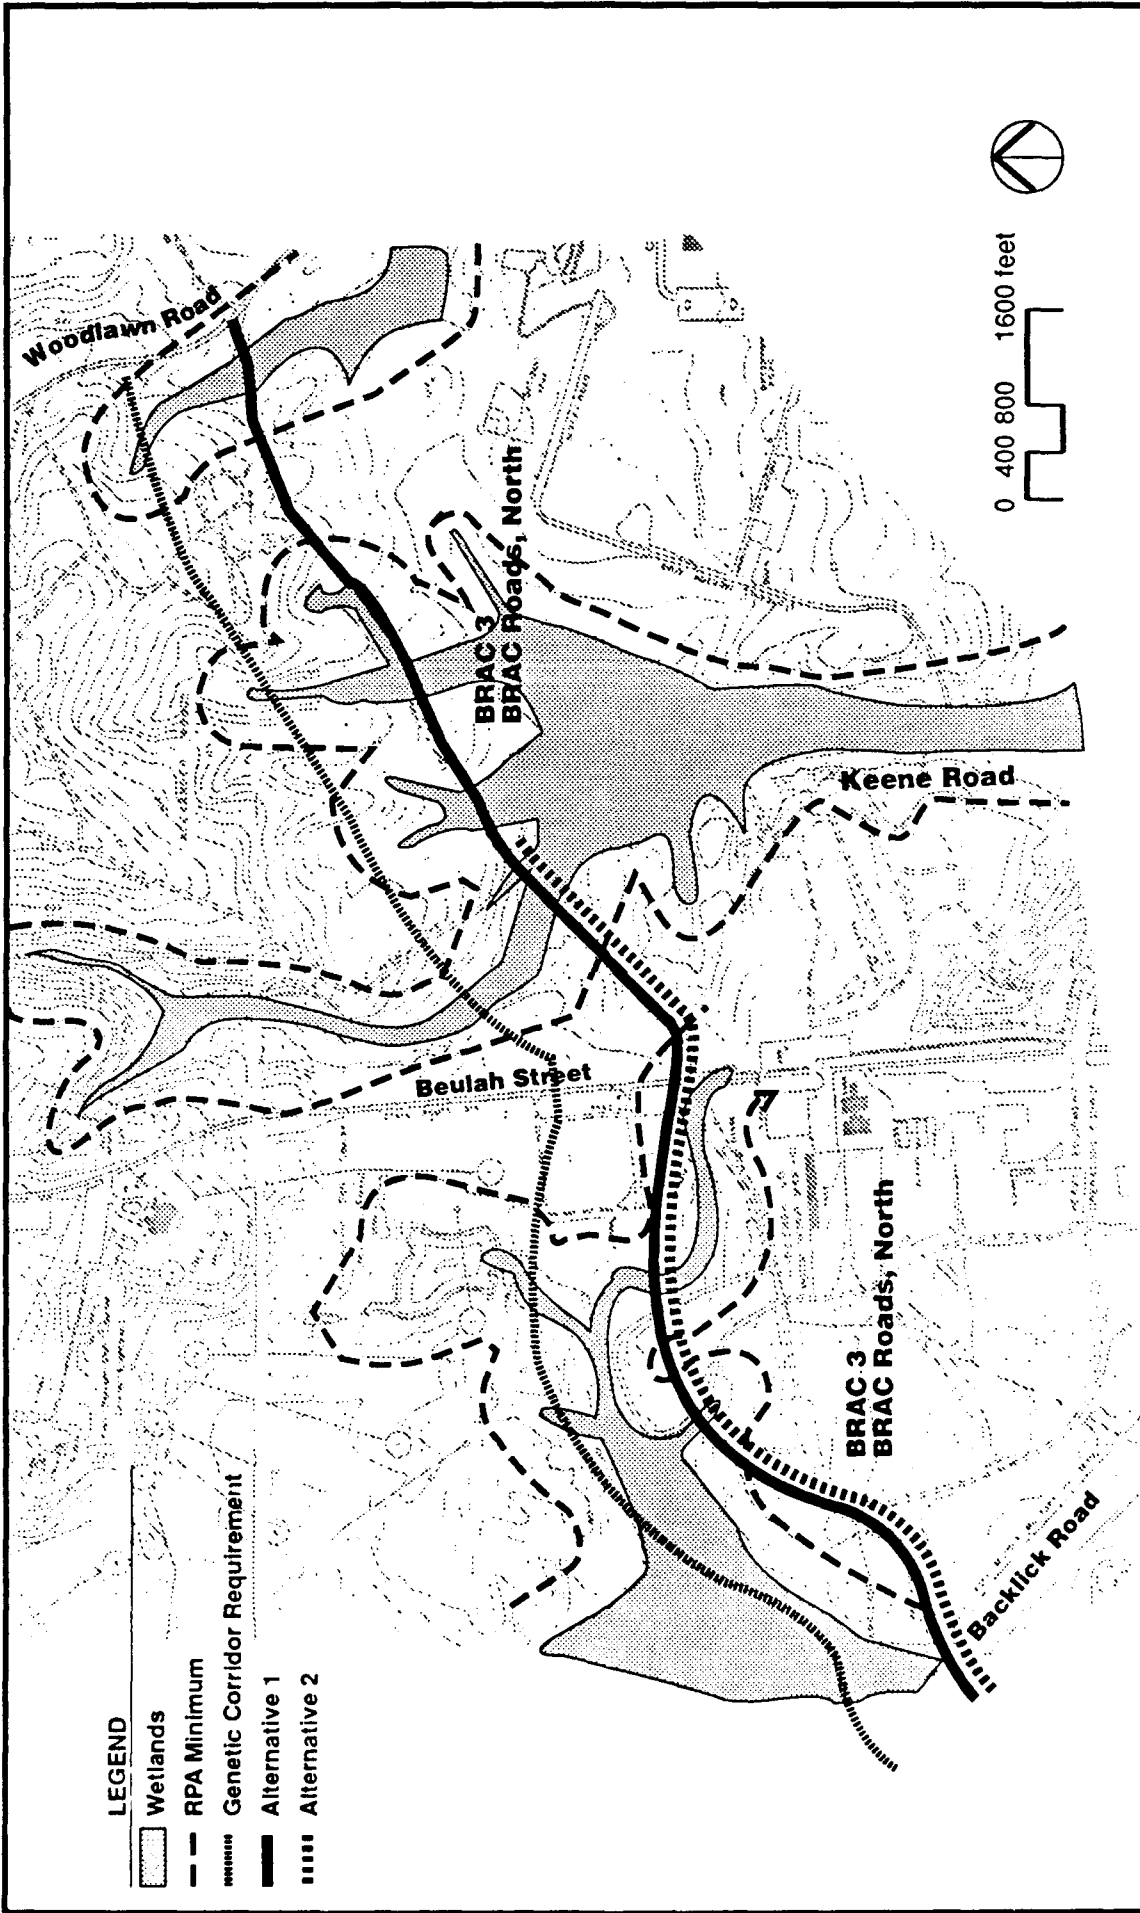 LEGEND
Wetlands
RPA Minimum
Genetic Corridor Requirement
Alternative 1
Alternative 2
Woodlawn Road
Beulah Street
BRAC 3
BRAC Roads, North
Keene Road
BRAC 3
BRAC Roads, North
Backlick Road
0 400 800 1600 feet